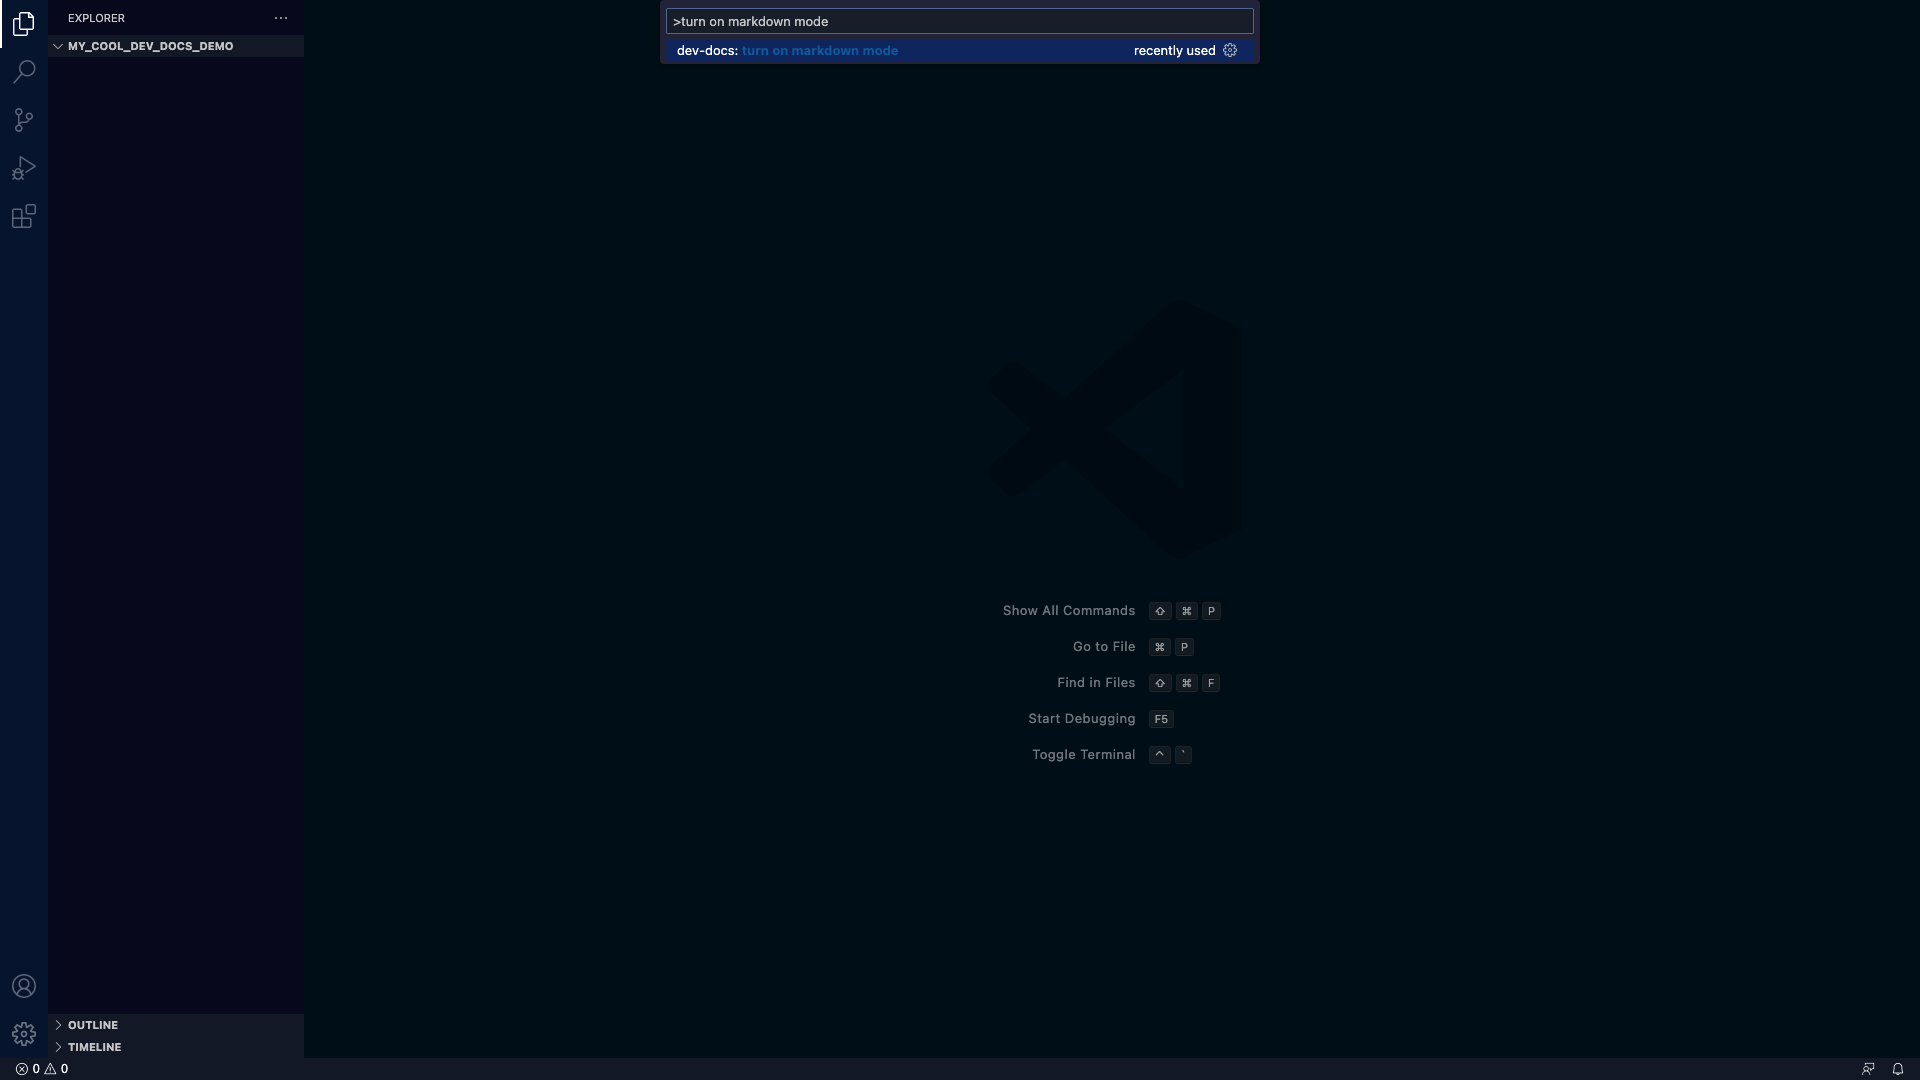 EXPLORER
MY_COOL_DEV_DOCS_DEMO
>turn on markdown mode
dev-docs: turn on markdown mode recently used
Show All Commands ⇧ ⌘ P
Go to File ⌘ P
Find in Files ⇧ ⌘ F
Start Debugging F5
Toggle Terminal ^ `
OUTLINE
TIMELINE
0 0